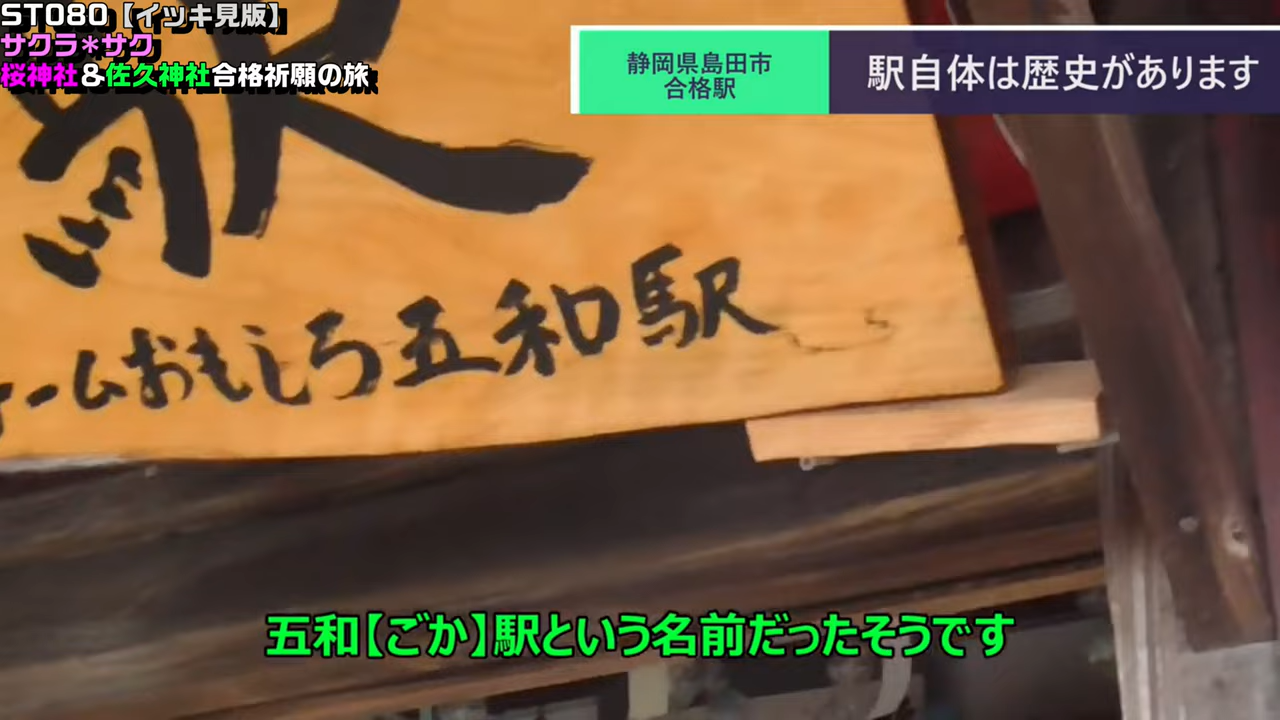 ST080【イッキ見版】
サクラ*サク
桜神社&佐久神社合格祈願の旅
静岡県島田市
合格駅
駅自体は歴史があります
駅
ームおもしろ五和駅
五和【ごか】駅という名前だったそうです